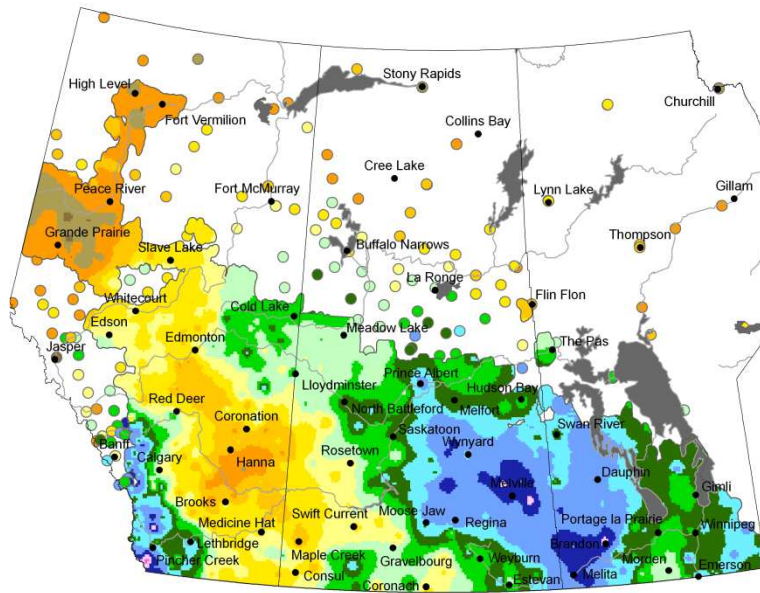 High Level
Stony Rapids
Churchill
Fort Vermilion
Collins Bay
Cree Lake
Peace River
Fort McMurray
Lynn Lake
Gillam
Grande Prairie
Slave Lake
Buffalo Narrows
Thompson
La Ronge
Whitecourt
Cold Lake
Flin Flon
Edson
Meadow Lake
Edmonton
The Pas
Jasper
Lloydminster
Prince Albert
Hudson Bay
Red Deer
North Battleford
Melfort
Coronation
Saskatoon
Swan River
Banff
Hanna
Rosetown
Wynyard
Calgary
Dauphin
Melville
Gimli
Brooks
Swift Current
Moose Jaw
Regina
Portage la Prairie
Medicine Hat
Winnipeg
Lethbridge
Maple Creek
Gravelbourg
Weyburn
Brandon
Pincher Creek
Morden
Consul
Coronach
Estevan
Melita
Emerson